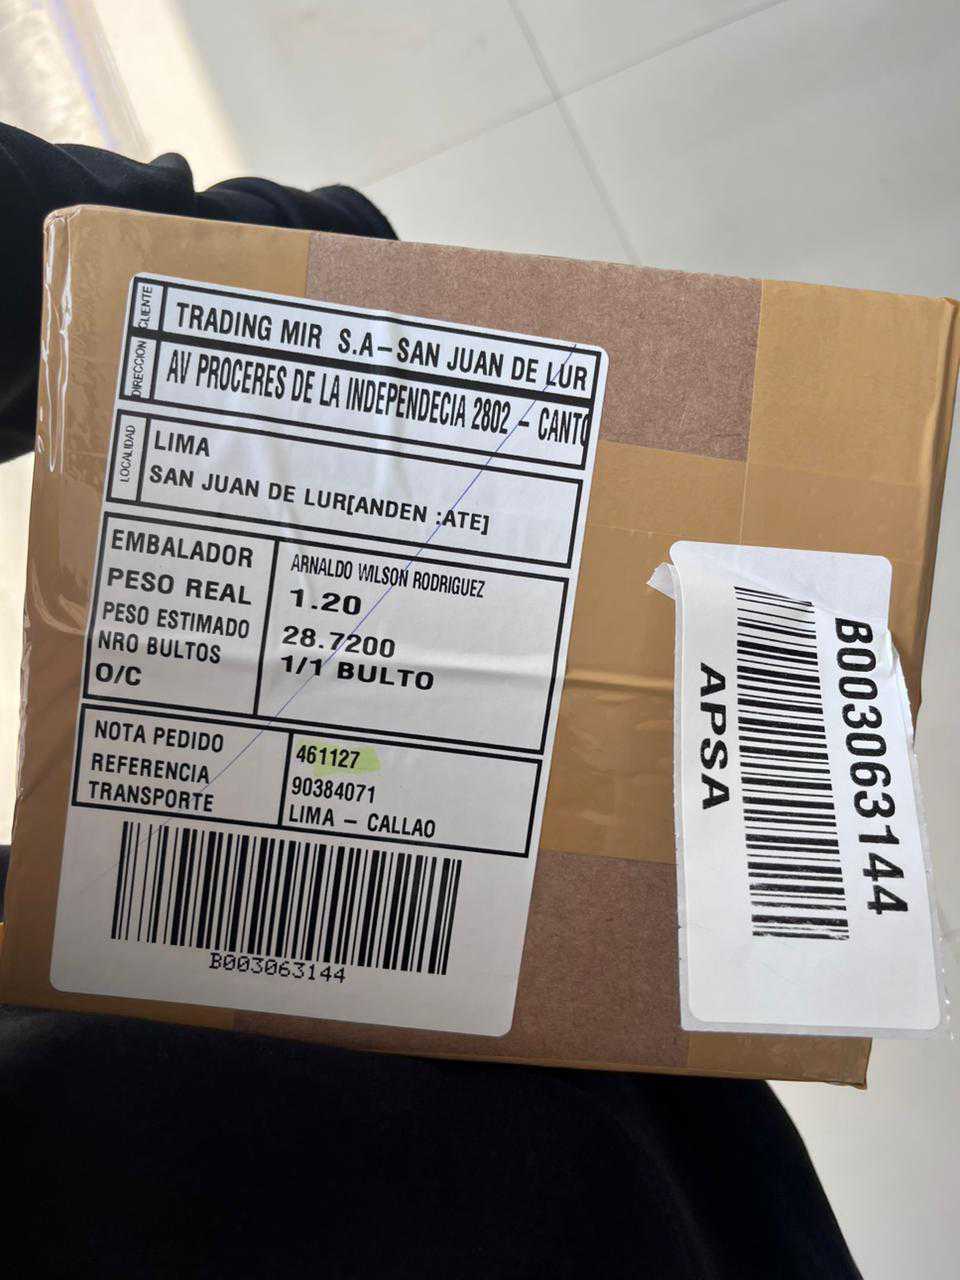 CLIENTE TRADING MIR S.A-SAN JUAN DE LUR
DIRECCION AV PROCERES DE LA INDEPENDECIA 2802 - CANTO
LOCALIDAD LIMA
SAN JUAN DE LUR[ANDEN :ATE]
EMBALADOR ARNALDO WILSON RODRIGUEZ
PESO REAL 1.20
PESO ESTIMADO 28.7200
NRO BULTOS 1/1 BULTO
O/C
NOTA PEDIDO 461127
REFERENCIA 90384071
TRANSPORTE LIMA - CALLAO
B003063144
B003063144
APSA